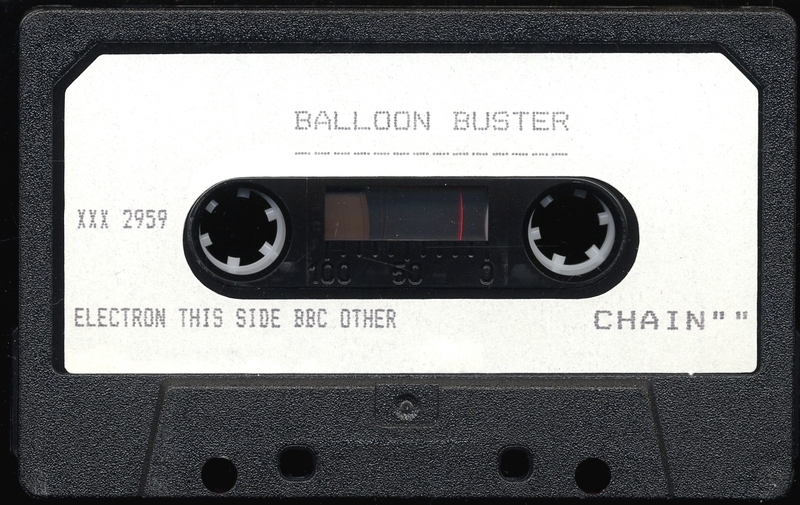 BALLOON BUSTER
XXX 2959
100 50 0
ELECTRON THIS SIDE BBC OTHER
CHAIN""